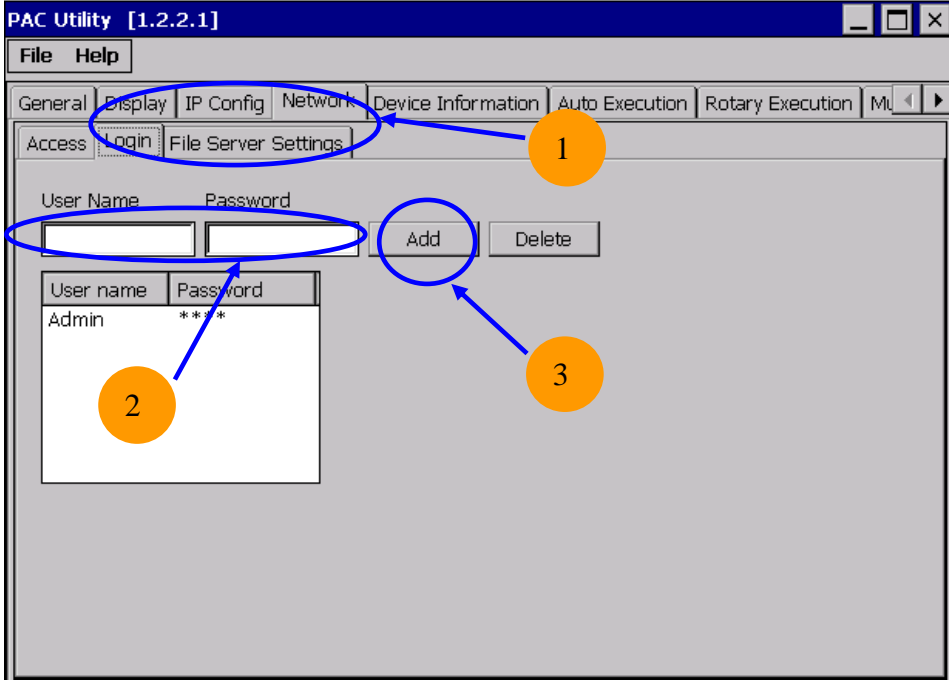 PAC Utility [1.2.2.1]
File Help
General Display IP Config Network Device Information Auto Execution Rotary Execution
Access Login File Server Settings
1
User Name Password
Add Delete
User name Password
Admin ****
2
3